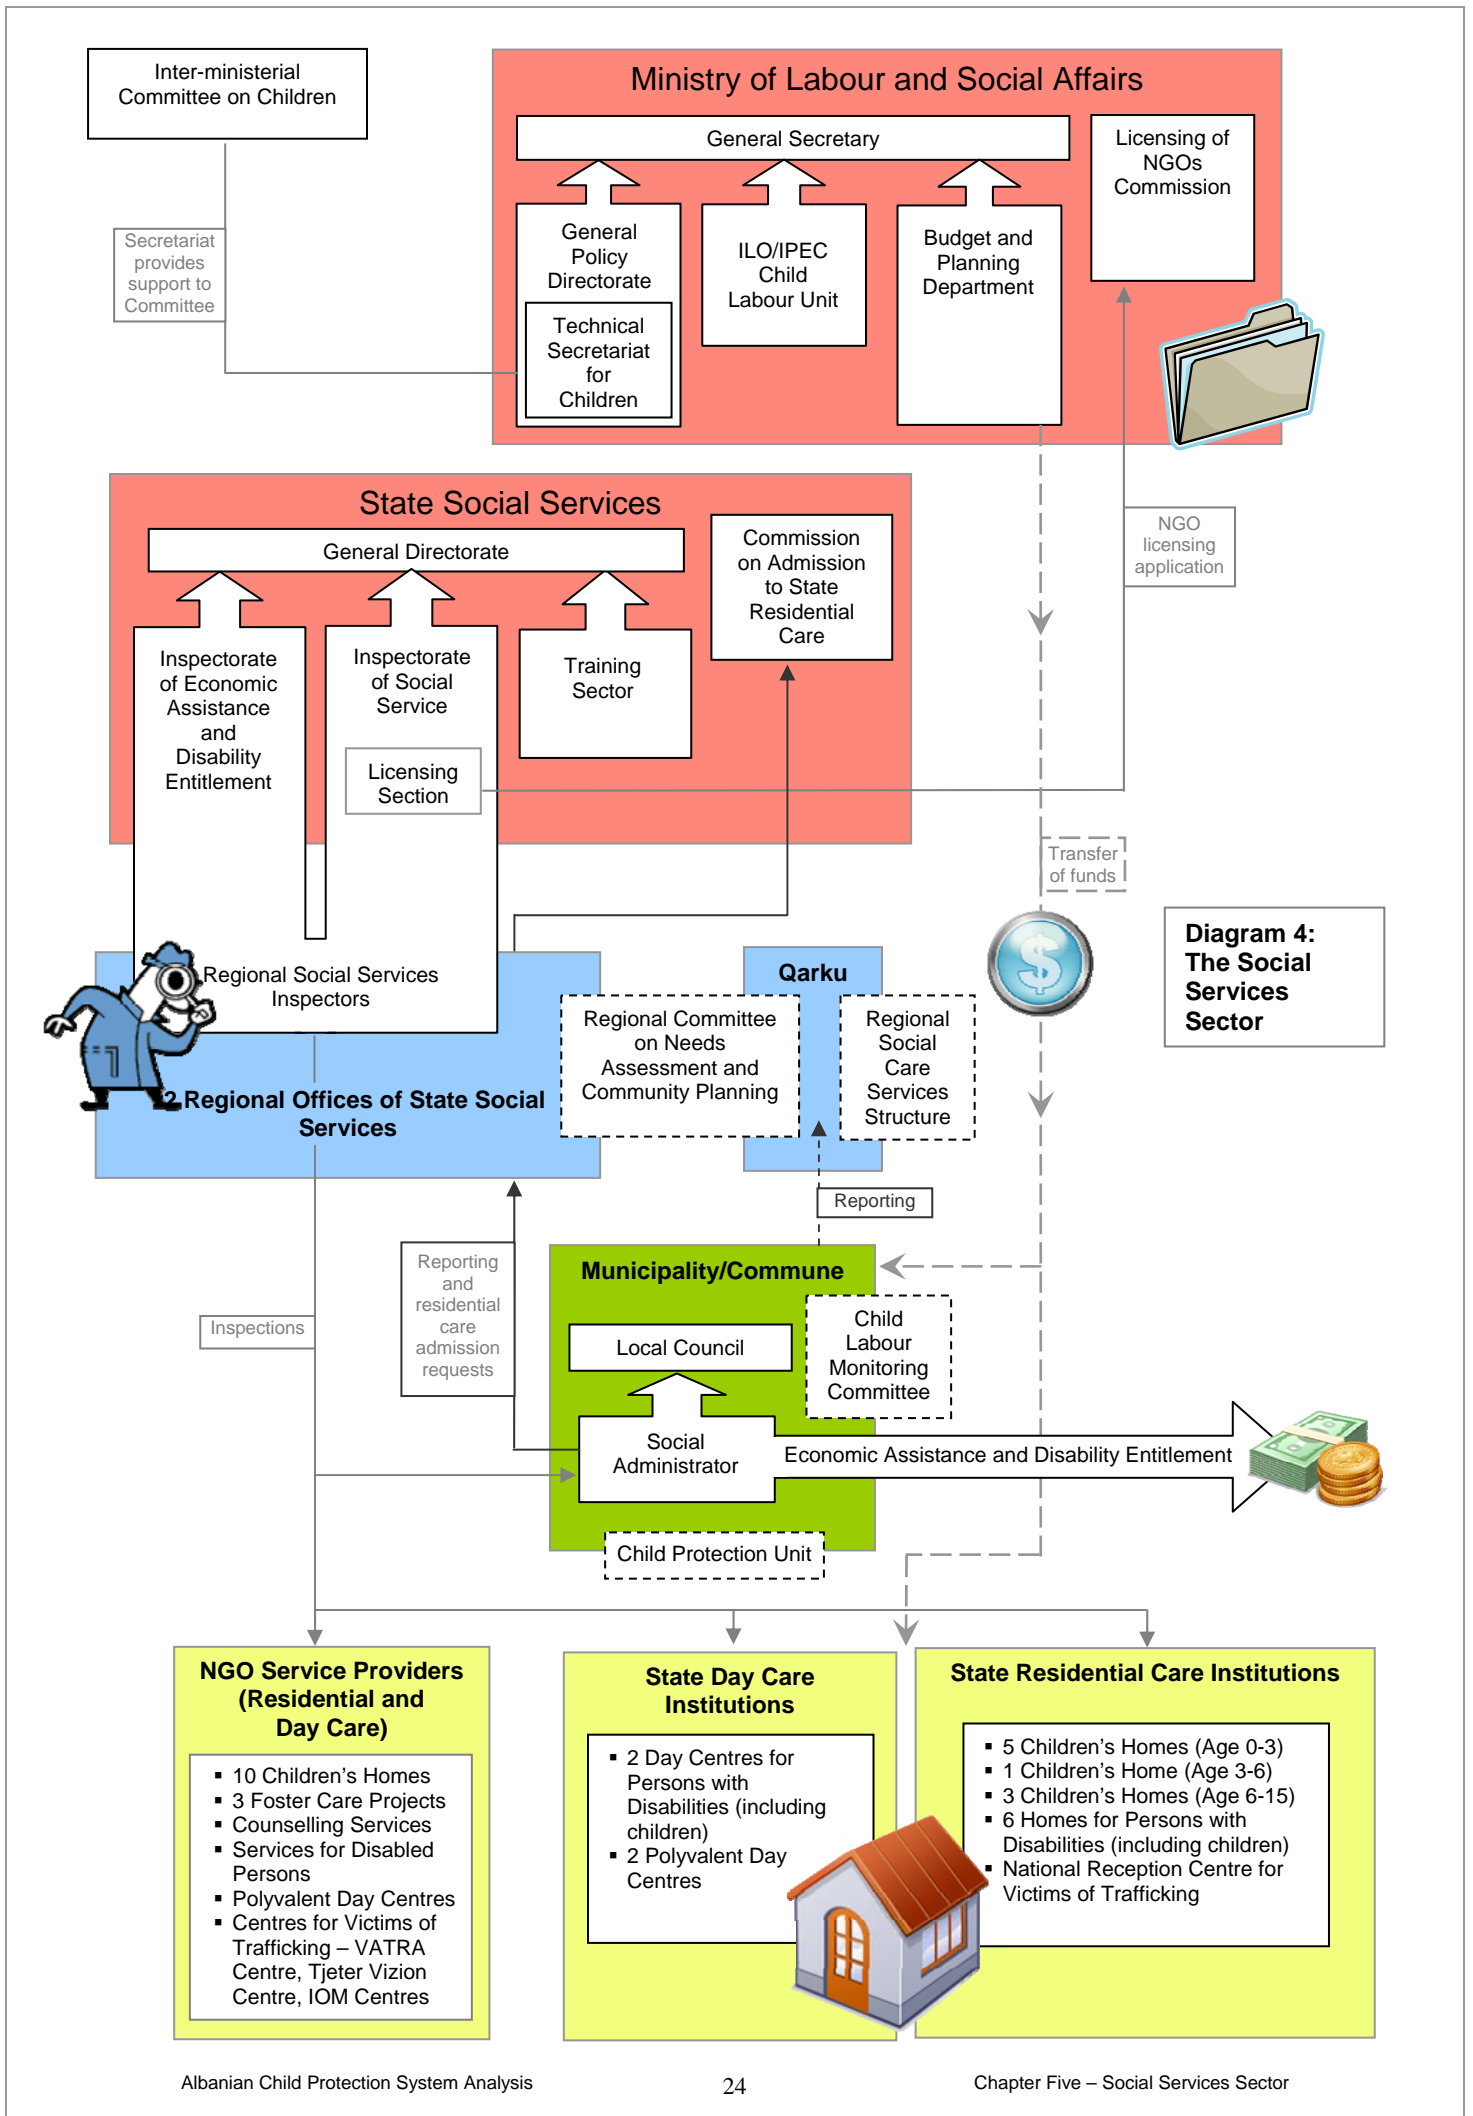 Inter-ministerial
Committee on Children
Ministry of Labour and Social Affairs
General Secretary
Licensing of
NGOs
Commission
General
Policy
Directorate
Technical
Secretariat
for
Children
ILO/IPEC
Child
Labour Unit
Budget and
Planning
Department
Secretariat
provides
support to
Committee
State Social Services
General Directorate
Commission
on Admission
to State
Residential
Care
NGO
licensing
application
Inspectorate
of Economic
Assistance
and
Disability
Entitlement
Inspectorate
of Social
Service
Licensing
Section
Training
Sector
Transfer
of funds
Diagram 4:
The Social
Services
Sector
Regional Social Services
Inspectors
2 Regional Offices of State Social
Services
Qarku
Regional Committee
on Needs
Assessment and
Community Planning
Regional
Social
Care
Services
Structure
Reporting
Reporting
and
residential
care
admission
requests
Inspections
Municipality/Commune
Local Council
Child
Labour
Monitoring
Committee
Social
Administrator
Economic Assistance and Disability Entitlement
Child Protection Unit
NGO Service Providers
(Residential and
Day Care)
▪ 10 Children's Homes
▪ 3 Foster Care Projects
▪ Counselling Services
▪ Services for Disabled
Persons
▪ Polyvalent Day Centres
▪ Centres for Victims of
Trafficking – VATRA
Centre, Tjeter Vizion
Centre, IOM Centres
State Day Care
Institutions
▪ 2 Day Centres for
Persons with
Disabilities (including
children)
▪ 2 Polyvalent Day
Centres
State Residential Care Institutions
▪ 5 Children's Homes (Age 0-3)
▪ 1 Children's Home (Age 3-6)
▪ 3 Children's Homes (Age 6-15)
▪ 6 Homes for Persons with
Disabilities (including children)
▪ National Reception Centre for
Victims of Trafficking
Albanian Child Protection System Analysis
24
Chapter Five – Social Services Sector